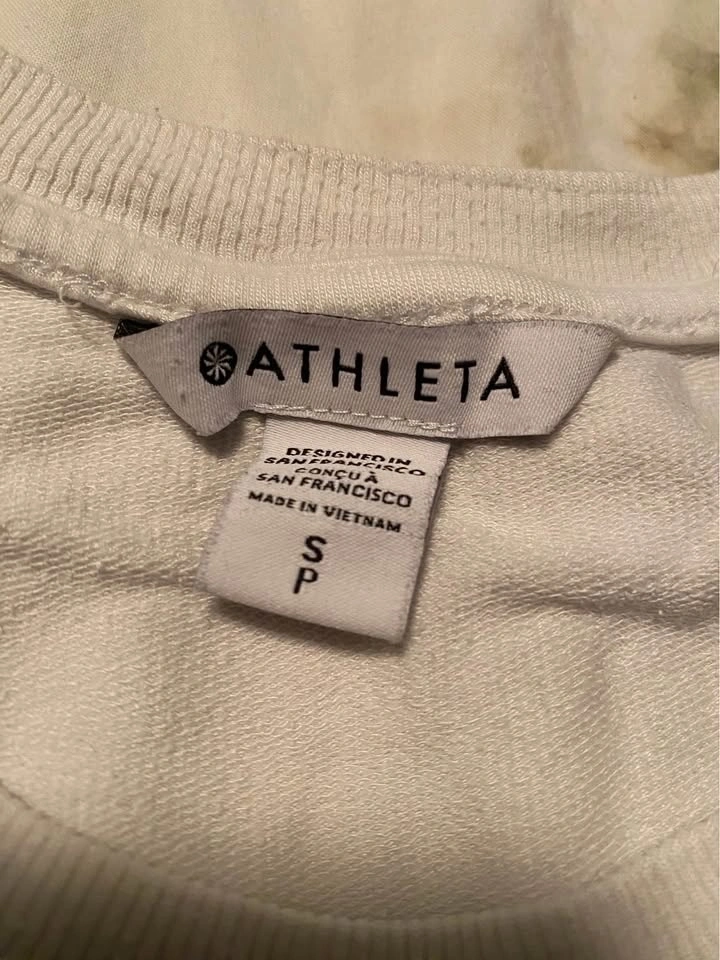 ATHLETA
DESIGNED IN
SAN FRANCISCO
CONÇU À
SAN FRANCISCO
MADE IN VIETNAM
S
P